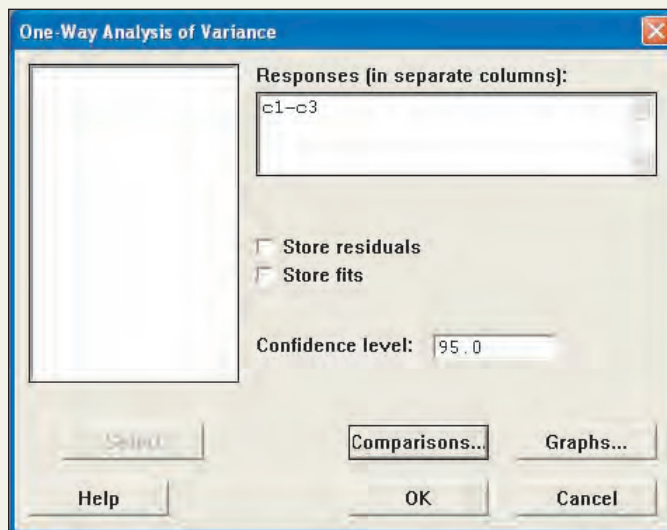 One-Way Analysis of Variance
Responses (in separate columns):
c1-c3
Store residuals
Store fits
Confidence level: 95.0
Select
Comparisons... Graphs...
Help OK Cancel